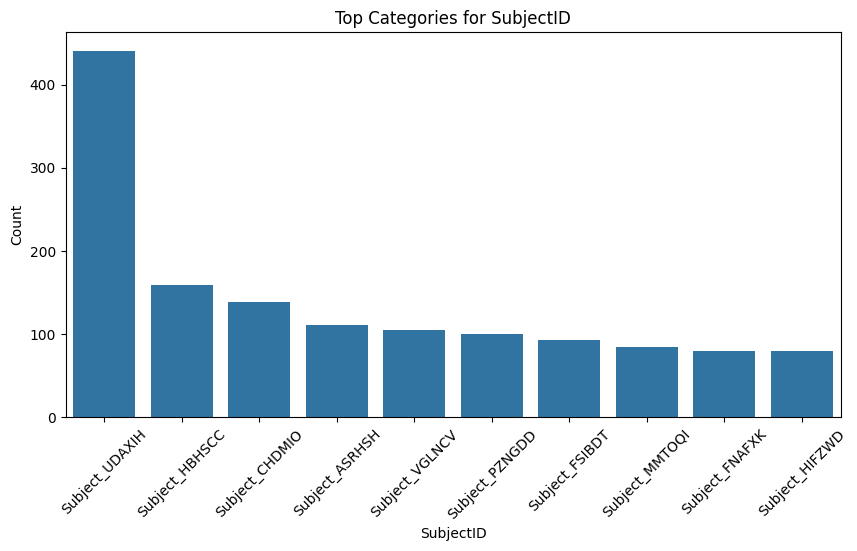 Top Categories for SubjectID
Count
400
300
200
100
0
Subject_UDAXIH
Subject_HBHSCC
Subject_CHDMIO
Subject_ASRHSH
Subject_VGLNCV
Subject_PZNGDD
Subject_FSIBDT
Subject_MMTOQI
Subject_FNAFXK
Subject_HIFZWD
SubjectID